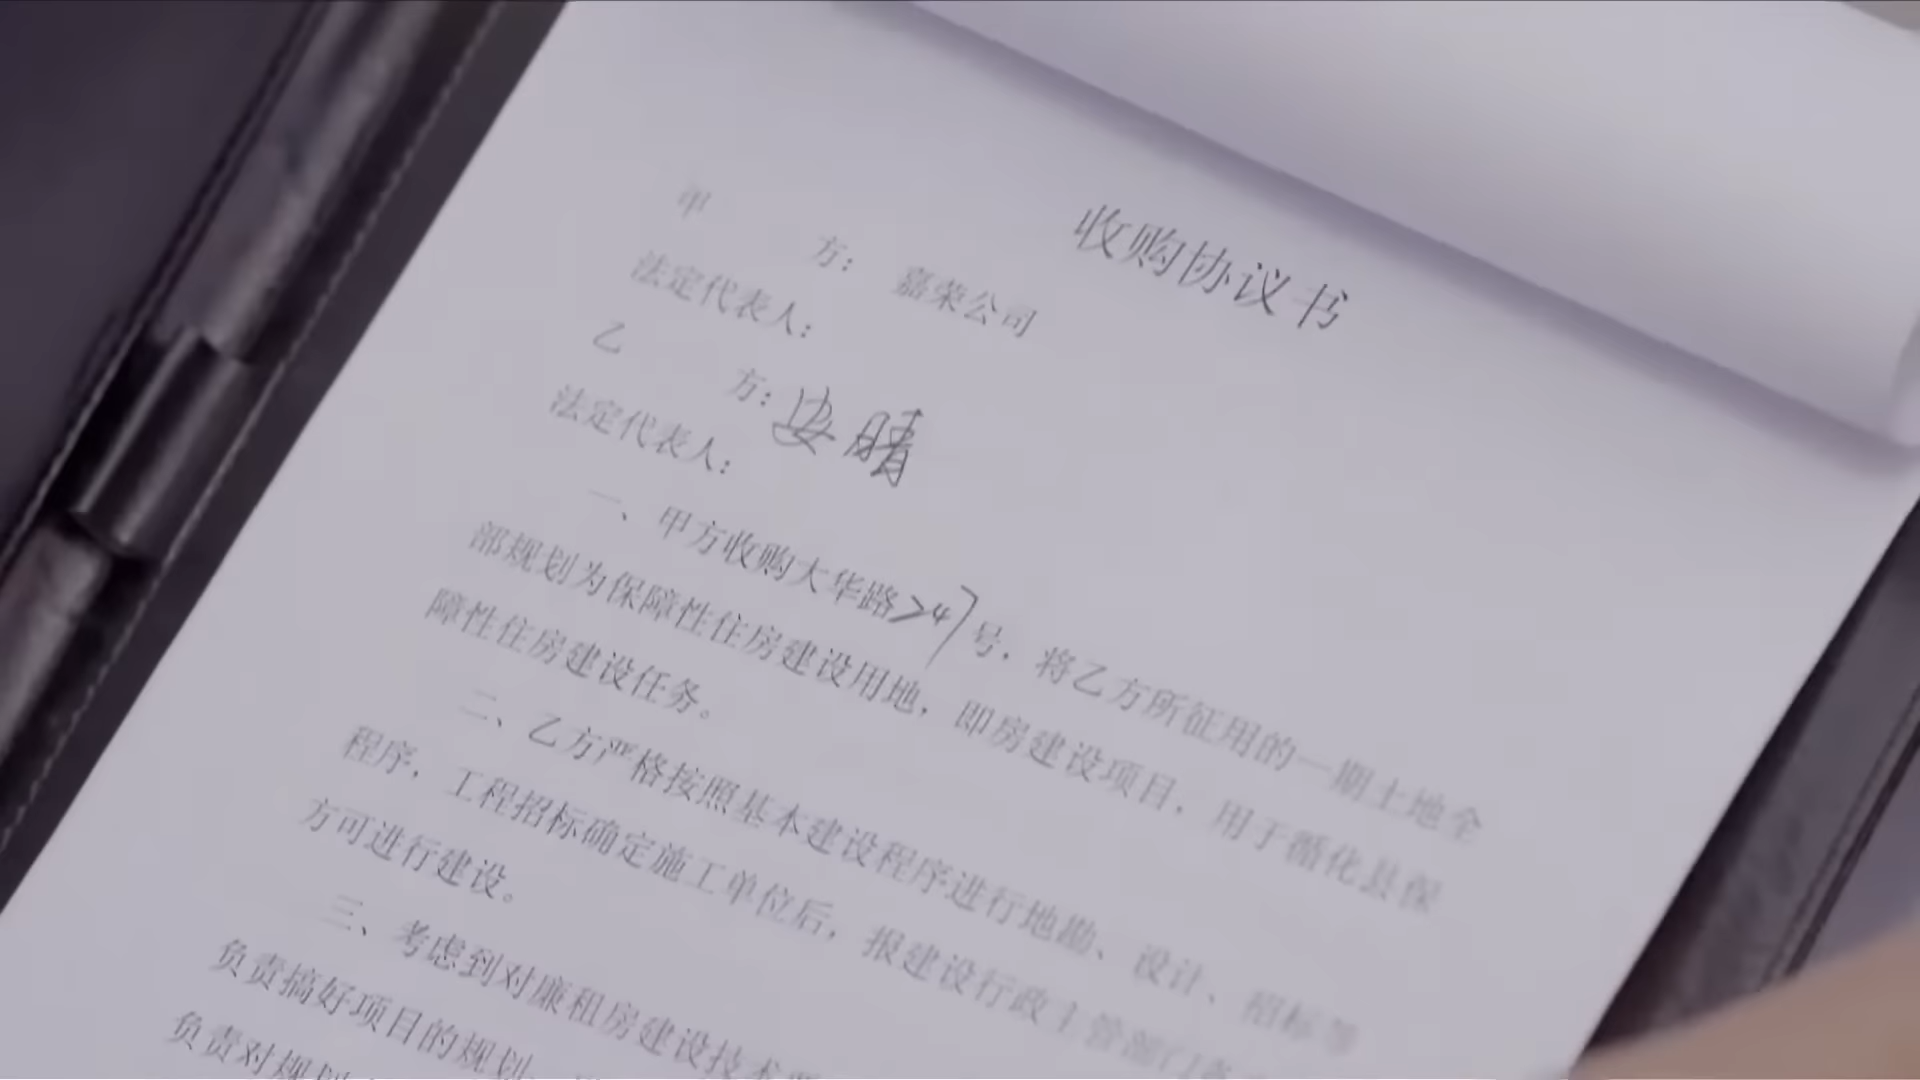 收购协议书
甲 方： 嘉荣公司
法定代表人：
乙 方：安晴
法定代表人：
一、甲方收购大华路247号，将乙方所征用的一期土地全
部规划为保障性住房建设用地，即房建设项目，用于循化县保
障性住房建设任务。
二、乙方严格按照基本建设程序进行地勘、设计、招标等
程序，工程招标确定施工单位后，报建设行政主管部门
方可进行建设。
三、考虑到对廉租房建设技术
负责搞好项目的规划
负责对规划